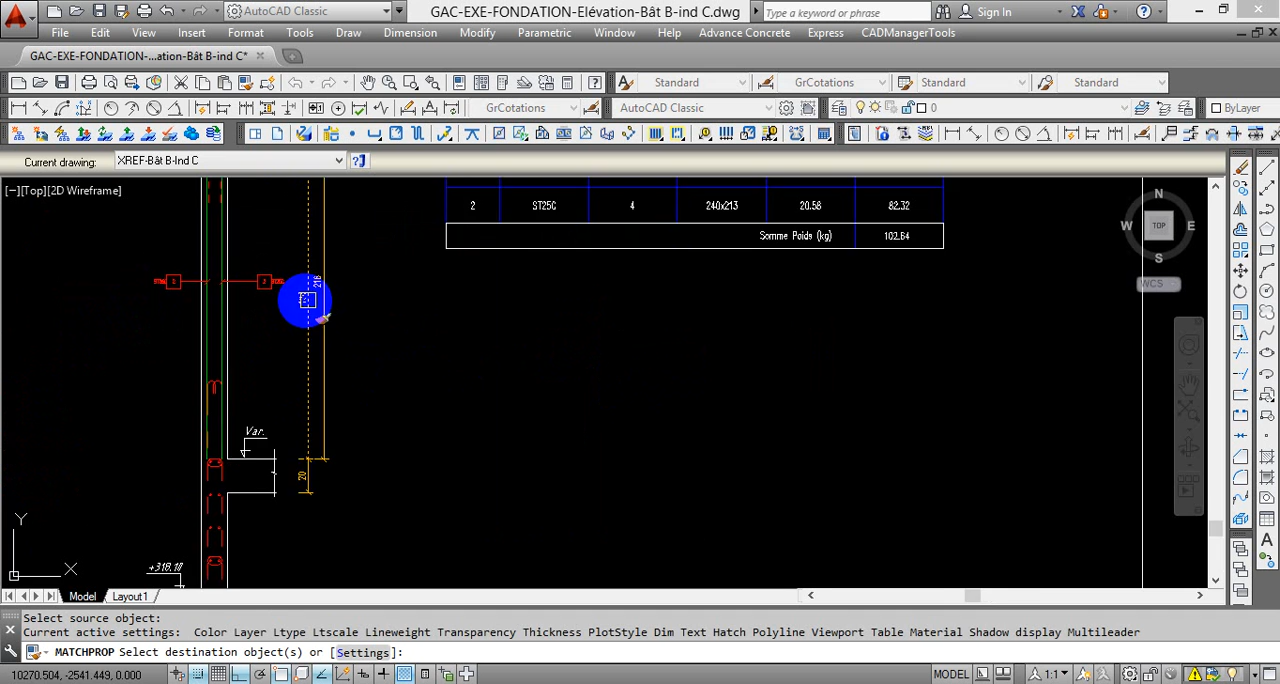 AutoCAD Classic
GAC-EXE-FONDATION-Elévation-Bât B-ind C.dwg
Type a keyword or phrase
Sign In
File Edit View Insert Format Tools Draw Dimension Modify Parametric Window Help Advance Concrete Express CADManagerTools
GAC-EXE-FONDATION-...ation-Bât B-ind C*
Standard GrCotations Standard Standard
GrCotations AutoCAD Classic 0 ByLayer
Current drawing: XREF-Bât B-Ind C
[−][Top][2D Wireframe]
2 ST25C 4 240x213 20.58 82.32
Somme Poids (kg) 102.64
N
W TOP E
S
WCS
2 2
216
Var.
20
Y
X
+318.18
Model Layout1
Select source object:
Current active settings: Color Layer Ltype Ltscale Lineweight Transparency Thickness PlotStyle Dim Text Hatch Polyline Viewport Table Material Shadow display Multileader
MATCHPROP Select destination object(s) or [Settings]:
10270.504, -2541.449, 0.000
MODEL 1:1